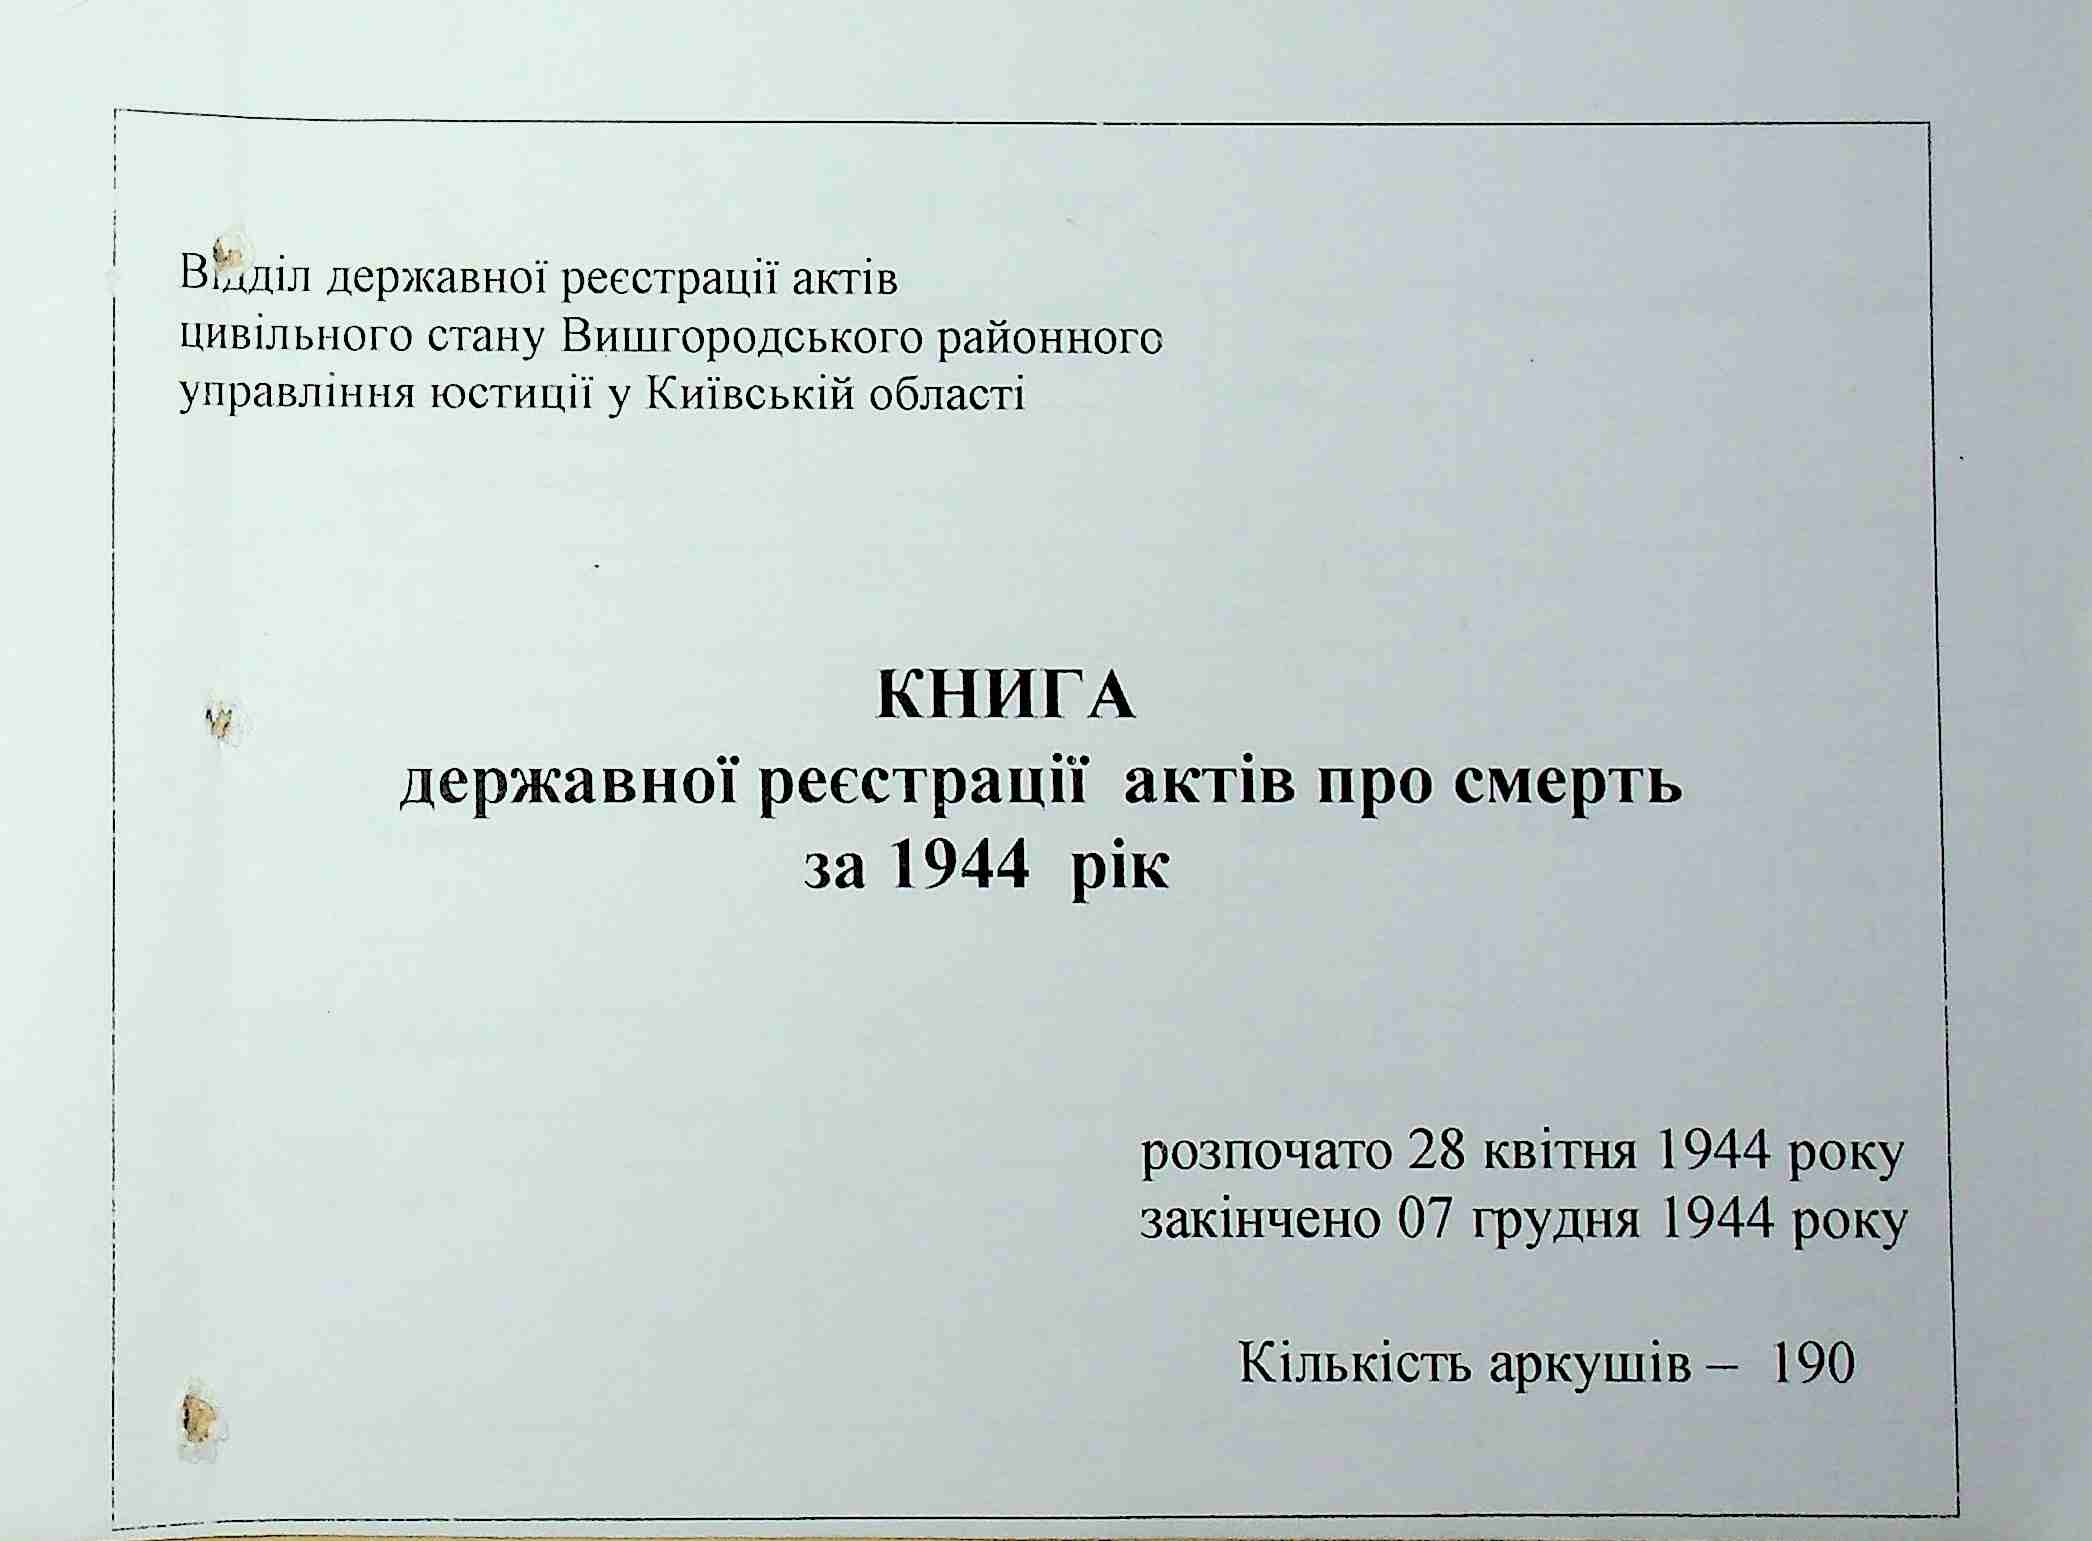 Відділ державної реєстрації актів
цивільного стану Вишгородського районного
управління юстиції у Київській області
КНИГА
державної реєстрації актів про смерть
за 1944 рік
розпочато 28 квітня 1944 року
закінчено 07 грудня 1944 року
Кількість аркушів – 190